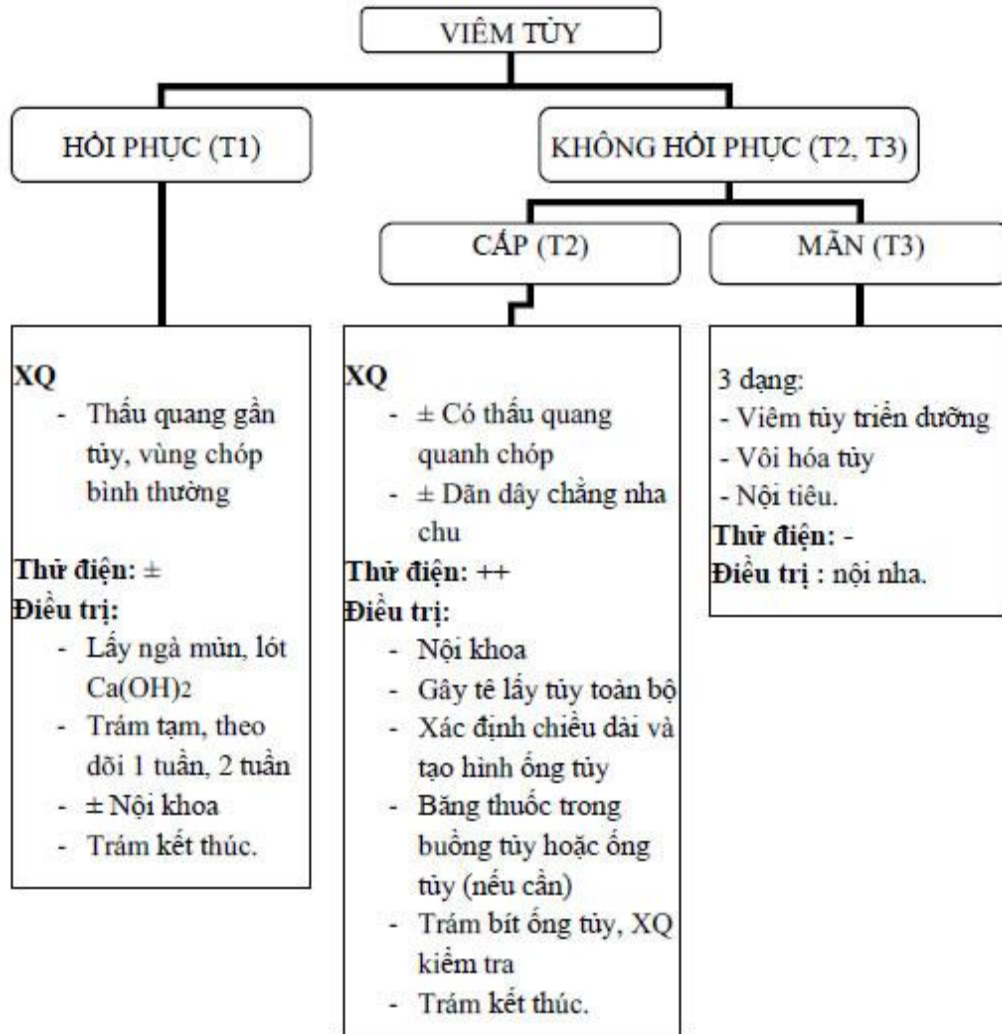 VIÊM TỦY
HỒI PHỤC (T1)
KHÔNG HỒI PHỤC (T2, T3)
CẤP (T2)
MÃN (T3)
XQ
- Thấu quang gần
tủy, vùng chóp
bình thường
Thử điện: ±
Điều trị:
- Lấy ngà mủn, lót
Ca(OH)2
- Trám tạm, theo
dõi 1 tuần, 2 tuần
- ± Nội khoa
- Trám kết thúc.
XQ
- ± Có thấu quang
quanh chóp
- ± Dãn dây chằng nha
chu
Thử điện: ++
Điều trị:
- Nội khoa
- Gây tê lấy tủy toàn bộ
- Xác định chiều dài và
tạo hình ống tủy
- Băng thuốc trong
buồng tủy hoặc ống
tủy (nếu cần)
- Trám bít ống tủy, XQ
kiểm tra
- Trám kết thúc.
3 dạng:
- Viêm tủy triển dưỡng
- Vôi hóa tủy
- Nội tiêu.
Thử điện: -
Điều trị : nội nha.